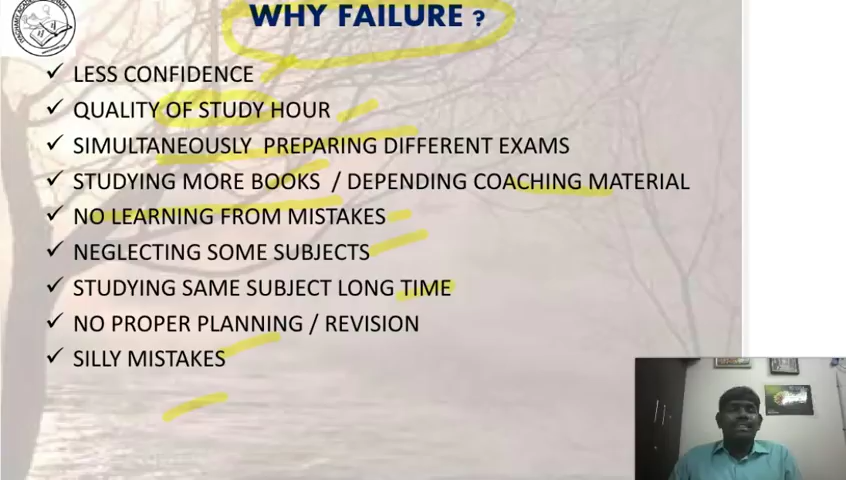 WHY FAILURE ?
LESS CONFIDENCE
QUALITY OF STUDY HOUR
SIMULTANEOUSLY PREPARING DIFFERENT EXAMS
STUDYING MORE BOOKS / DEPENDING COACHING MATERIAL
NO LEARNING FROM MISTAKES
NEGLECTING SOME SUBJECTS
STUDYING SAME SUBJECT LONG TIME
NO PROPER PLANNING / REVISION
SILLY MISTAKES